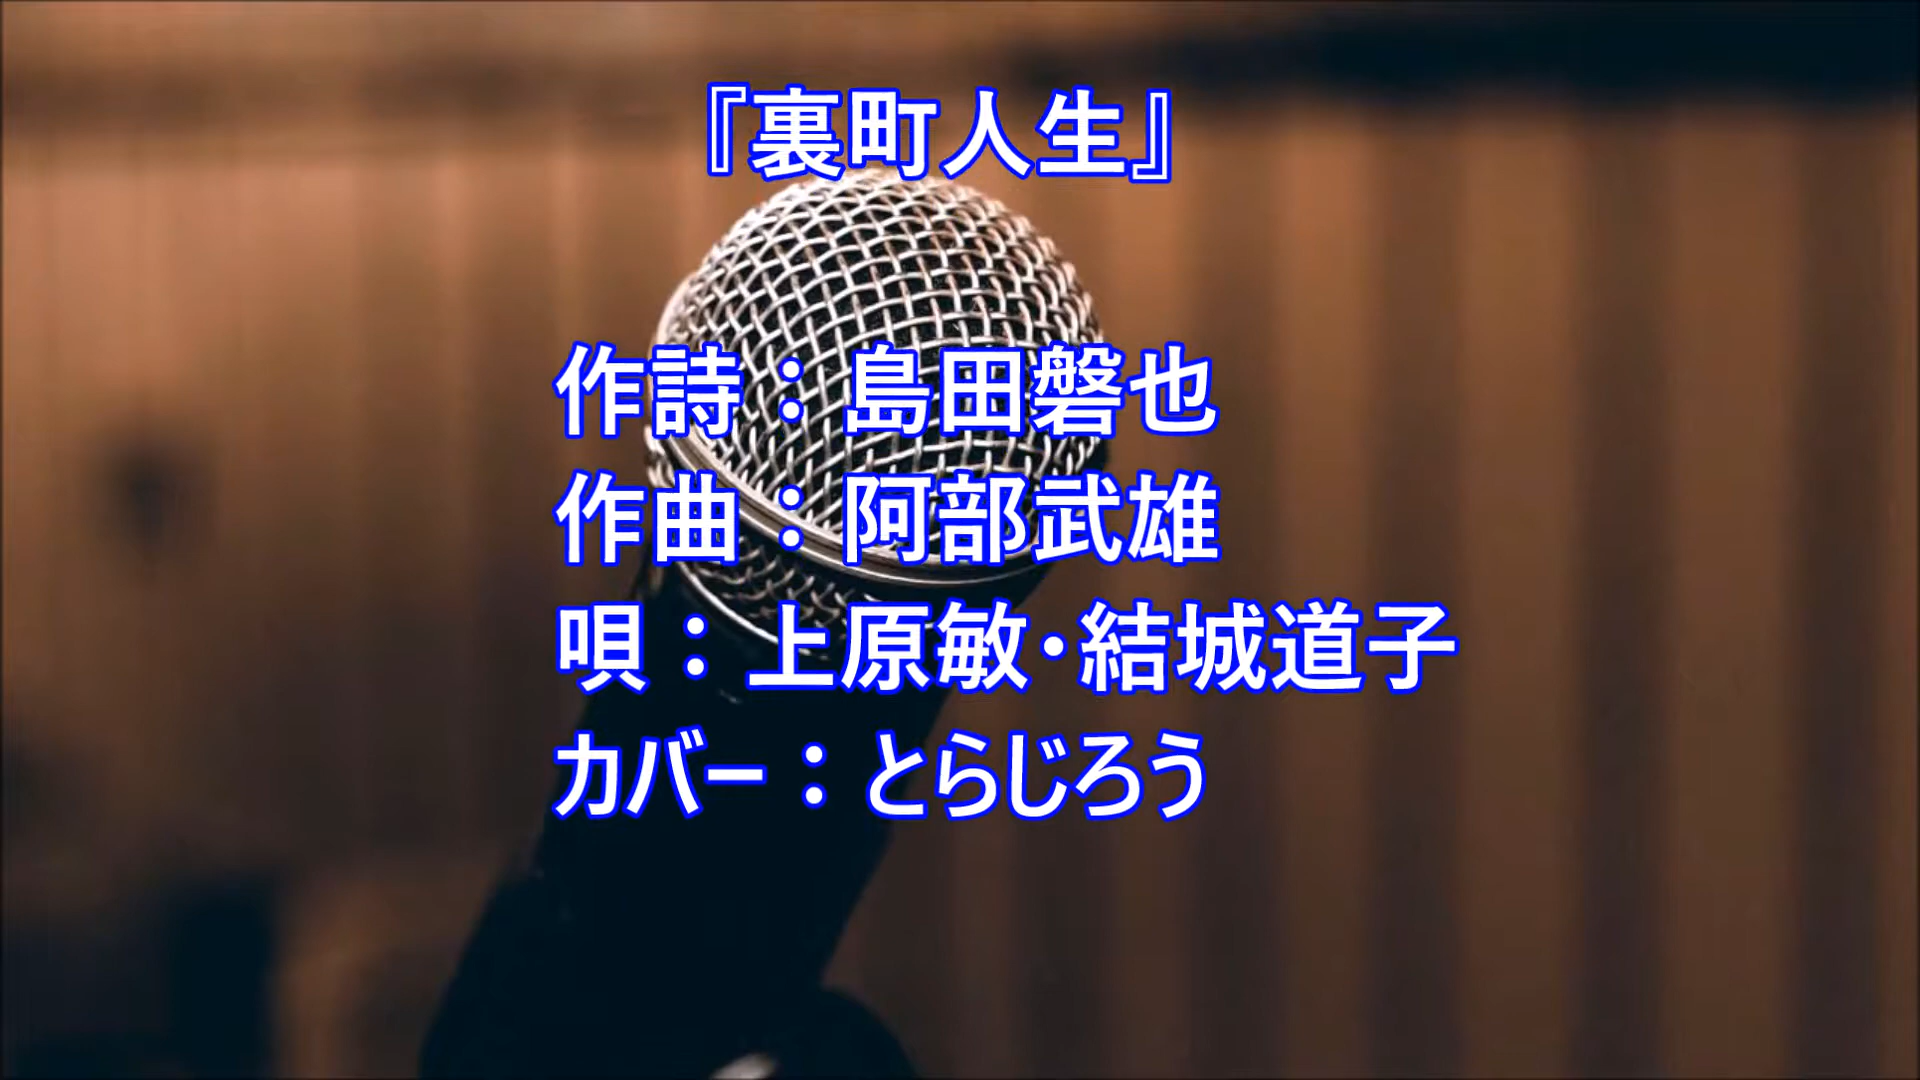 『裏町人生』
作詩：島田磐也
作曲：阿部武雄
唄：上原敏・結城道子
カバー：とらじろう